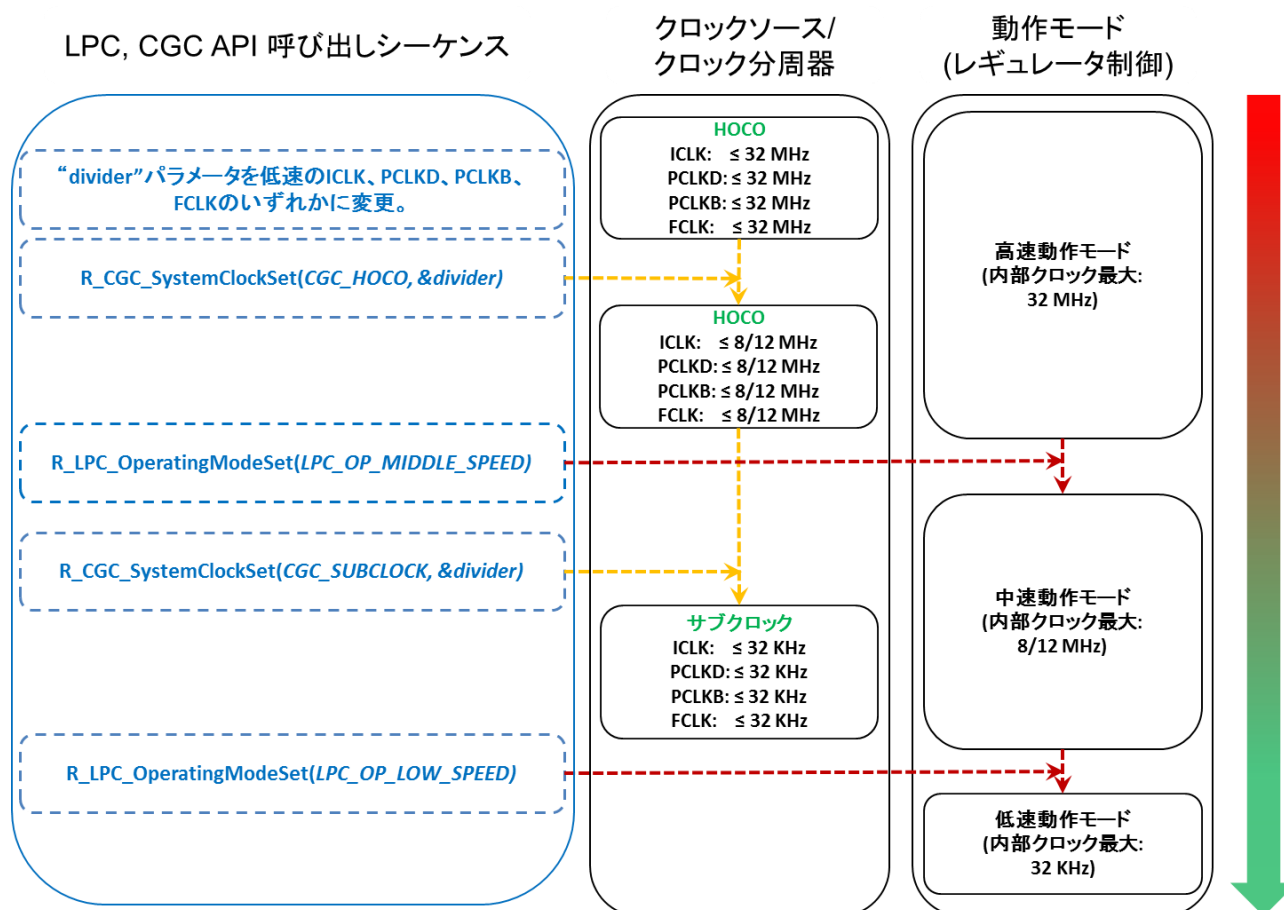 LPC, CGC API 呼び出しシーケンス
“divider”パラメータを低速のICLK、PCLKD、PCLKB、
FCLKのいずれかに変更。
R_CGC_SystemClockSet(CGC_HOCO, &divider)
R_LPC_OperatingModeSet(LPC_OP_MIDDLE_SPEED)
R_CGC_SystemClockSet(CGC_SUBCLOCK, &divider)
R_LPC_OperatingModeSet(LPC_OP_LOW_SPEED)
クロックソース/
クロック分周器
HOCO
ICLK: ≤ 32 MHz
PCLKD: ≤ 32 MHz
PCLKB: ≤ 32 MHz
FCLK: ≤ 32 MHz
HOCO
ICLK: ≤ 8/12 MHz
PCLKD: ≤ 8/12 MHz
PCLKB: ≤ 8/12 MHz
FCLK: ≤ 8/12 MHz
サブクロック
ICLK: ≤ 32 KHz
PCLKD: ≤ 32 KHz
PCLKB: ≤ 32 KHz
FCLK: ≤ 32 KHz
動作モード
(レギュレータ制御)
高速動作モード
(内部クロック最大:
32 MHz)
中速動作モード
(内部クロック最大:
8/12 MHz)
低速動作モード
(内部クロック最大:
32 KHz)